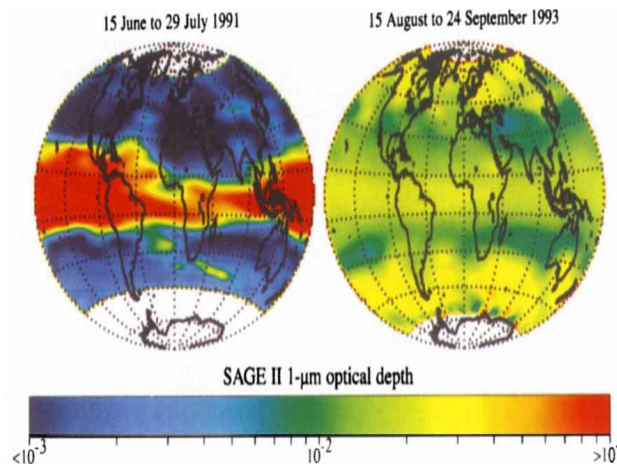 15 June to 29 July 1991
15 August to 24 September 1993
SAGE II 1-μm optical depth
<10⁻³ 10⁻² >10